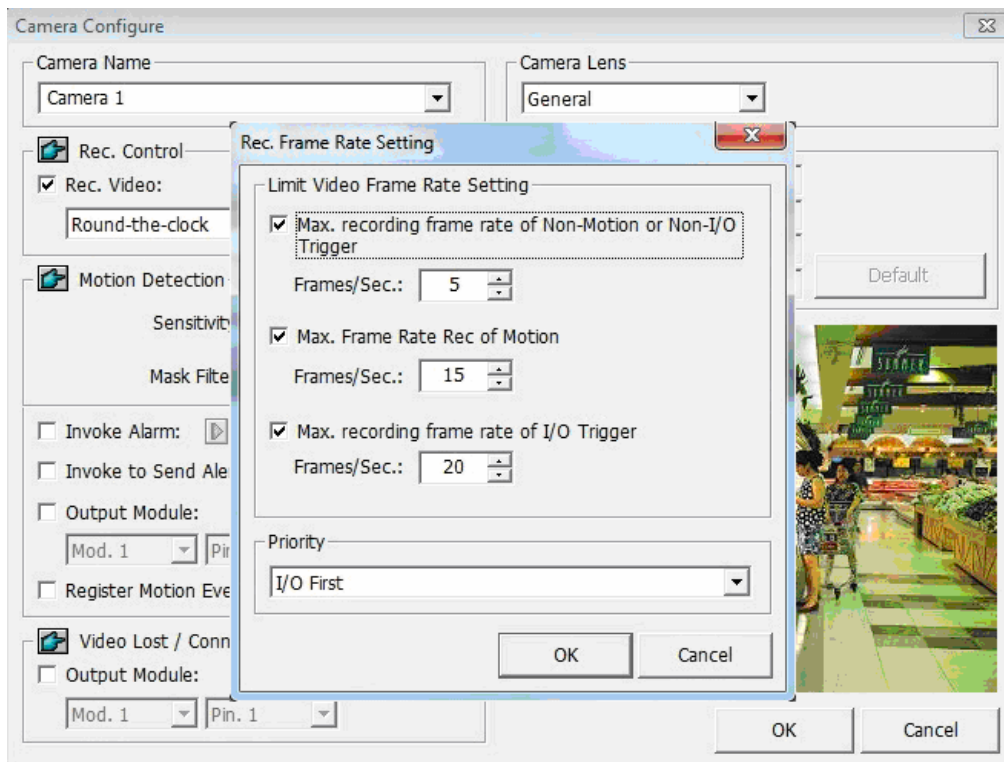 Camera Configure
Camera Name
Camera 1
Camera Lens
General
Rec. Control
Rec. Video:
Round-the-clock
Motion Detection
Sensitivity
Mask Filte
Invoke Alarm:
Invoke to Send Ale
Output Module:
Mod. 1
Pin
Register Motion Eve
Video Lost / Conn
Output Module:
Mod. 1
Pin. 1
Default
Rec. Frame Rate Setting
Limit Video Frame Rate Setting
Max. recording frame rate of Non-Motion or Non-I/O
Trigger
Frames/Sec.: 5
Max. Frame Rate Rec of Motion
Frames/Sec.: 15
Max. recording frame rate of I/O Trigger
Frames/Sec.: 20
Priority
I/O First
OK
Cancel
SUMMER
OK
Cancel